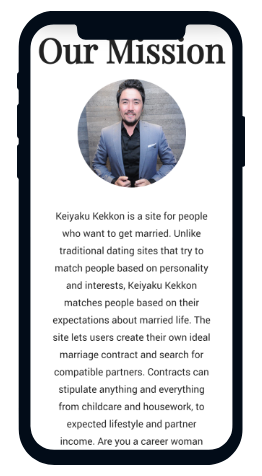 Our Mission
Keiyaku Kekkon is a site for people
who want to get married. Unlike
traditional dating sites that try to
match people based on personality
and interests, Keiyaku Kekkon
matches people based on their
expectations about married life. The
site lets users create their own ideal
marriage contract and search for
compatible partners. Contracts can
stipulate anything and everything
from childcare and housework, to
expected lifestyle and partner
income. Are you a career woman